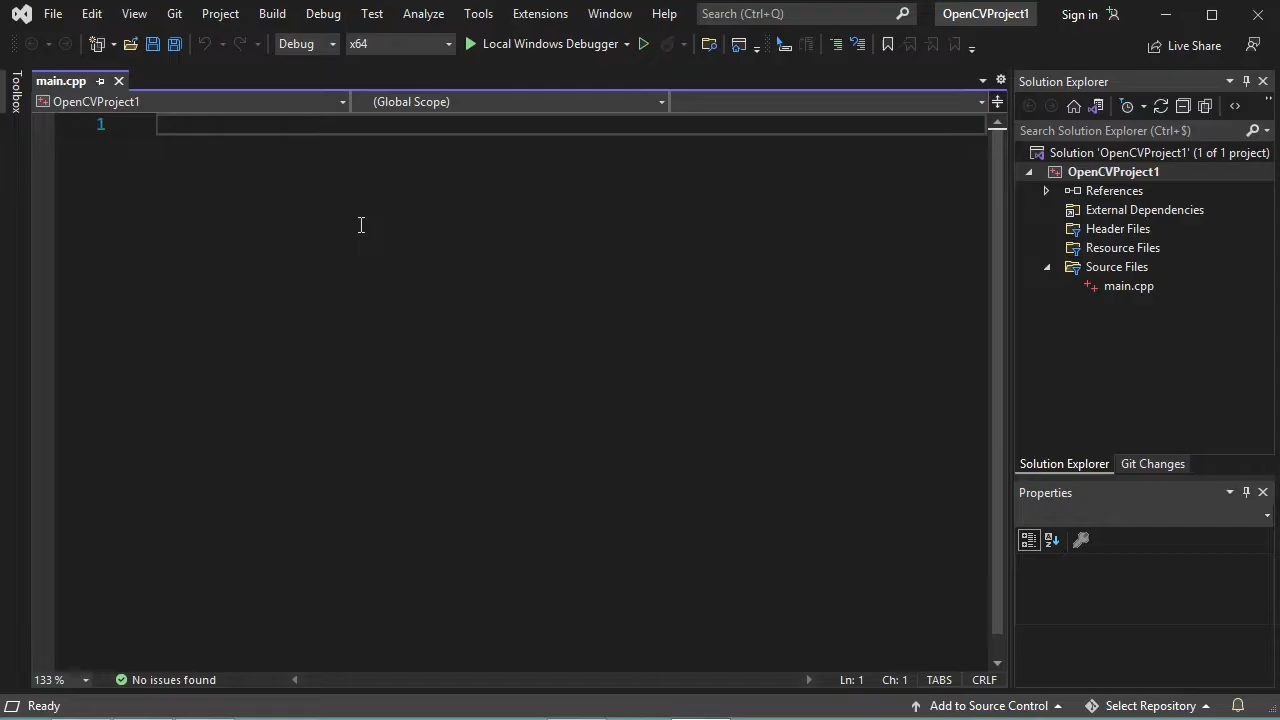 File Edit View Git Project Build Debug Test Analyze Tools Extensions Window Help Search (Ctrl+Q) OpenCVProject1 Sign in
Debug x64 Local Windows Debugger Live Share
Toolbox
main.cpp
OpenCVProject1 (Global Scope)
1
Solution Explorer
Search Solution Explorer (Ctrl+$)
Solution 'OpenCVProject1' (1 of 1 project)
OpenCVProject1
References
External Dependencies
Header Files
Resource Files
Source Files
main.cpp
Solution Explorer Git Changes
Properties
133 % No issues found Ln: 1 Ch: 1 TABS CRLF
Ready Add to Source Control Select Repository